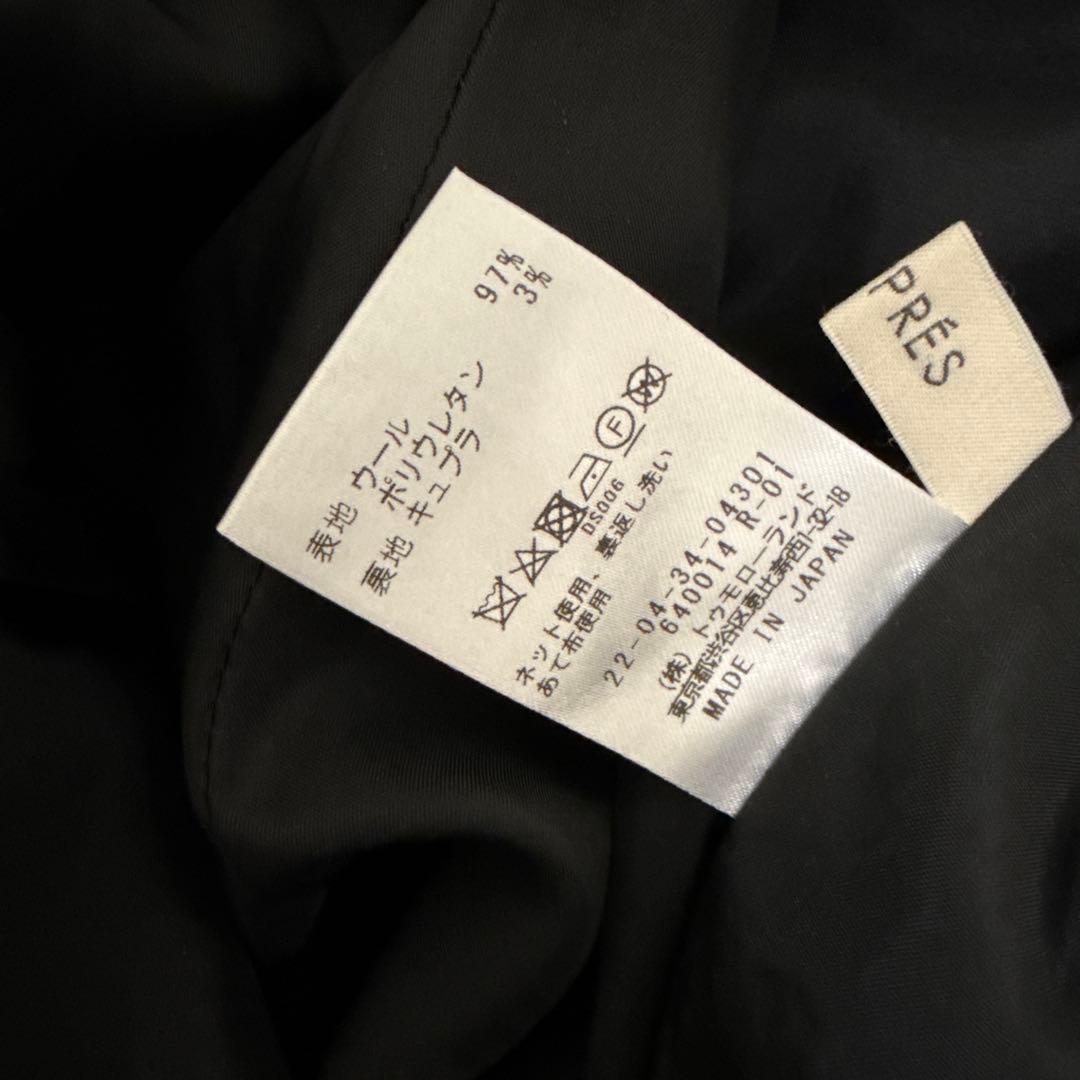 表地 ウール 97%
ポリウレタン 3%
裏地 キュプラ
F W
DS006
ネット使用、裏返し洗い
あて布使用
22-04-34-04301
640014 R-01
(株) トゥモローランド
東京都渋谷区恵比寿西1-32-18
MADE IN JAPAN
PRÉS